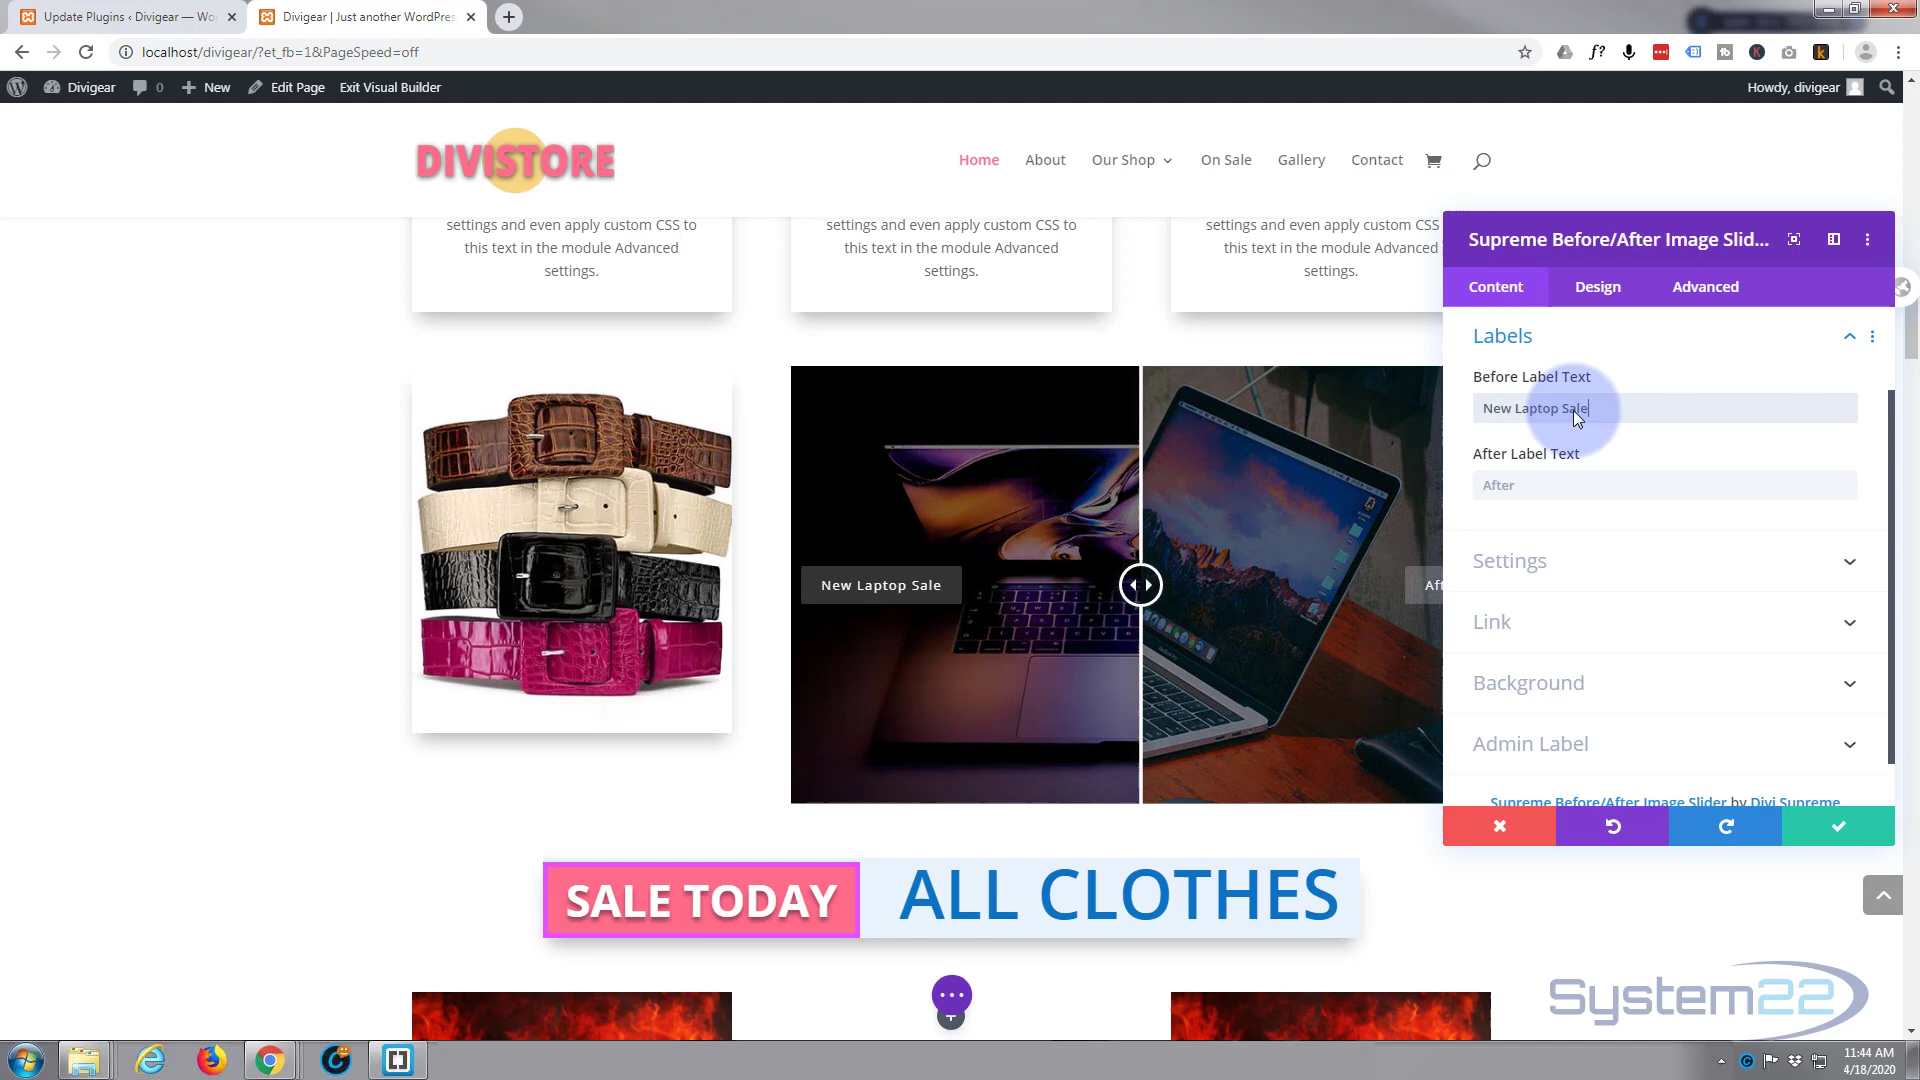 Update Plugins ‹ Divigear — Wo
Divigear | Just another WordPres
localhost/divigear/?et_fb=1&PageSpeed=off
Divigear
0
New
Edit Page
Exit Visual Builder
Howdy, divigear
DIVISTORE
Home
About
Our Shop
On Sale
Gallery
Contact
settings and even apply custom CSS to
this text in the module Advanced
settings.
settings and even apply custom CSS to
this text in the module Advanced
settings.
settings and even apply custom CSS to
this text in the module Advanced
settings.
Supreme Before/After Image Slid...
Content
Design
Advanced
Labels
Before Label Text
New Laptop Sale
After Label Text
After
Settings
Link
Background
Admin Label
Supreme Before/After Image Slider by Divi Supreme
New Laptop Sale
Aft
SALE TODAY
ALL CLOTHES
System22
11:44 AM
4/18/2020